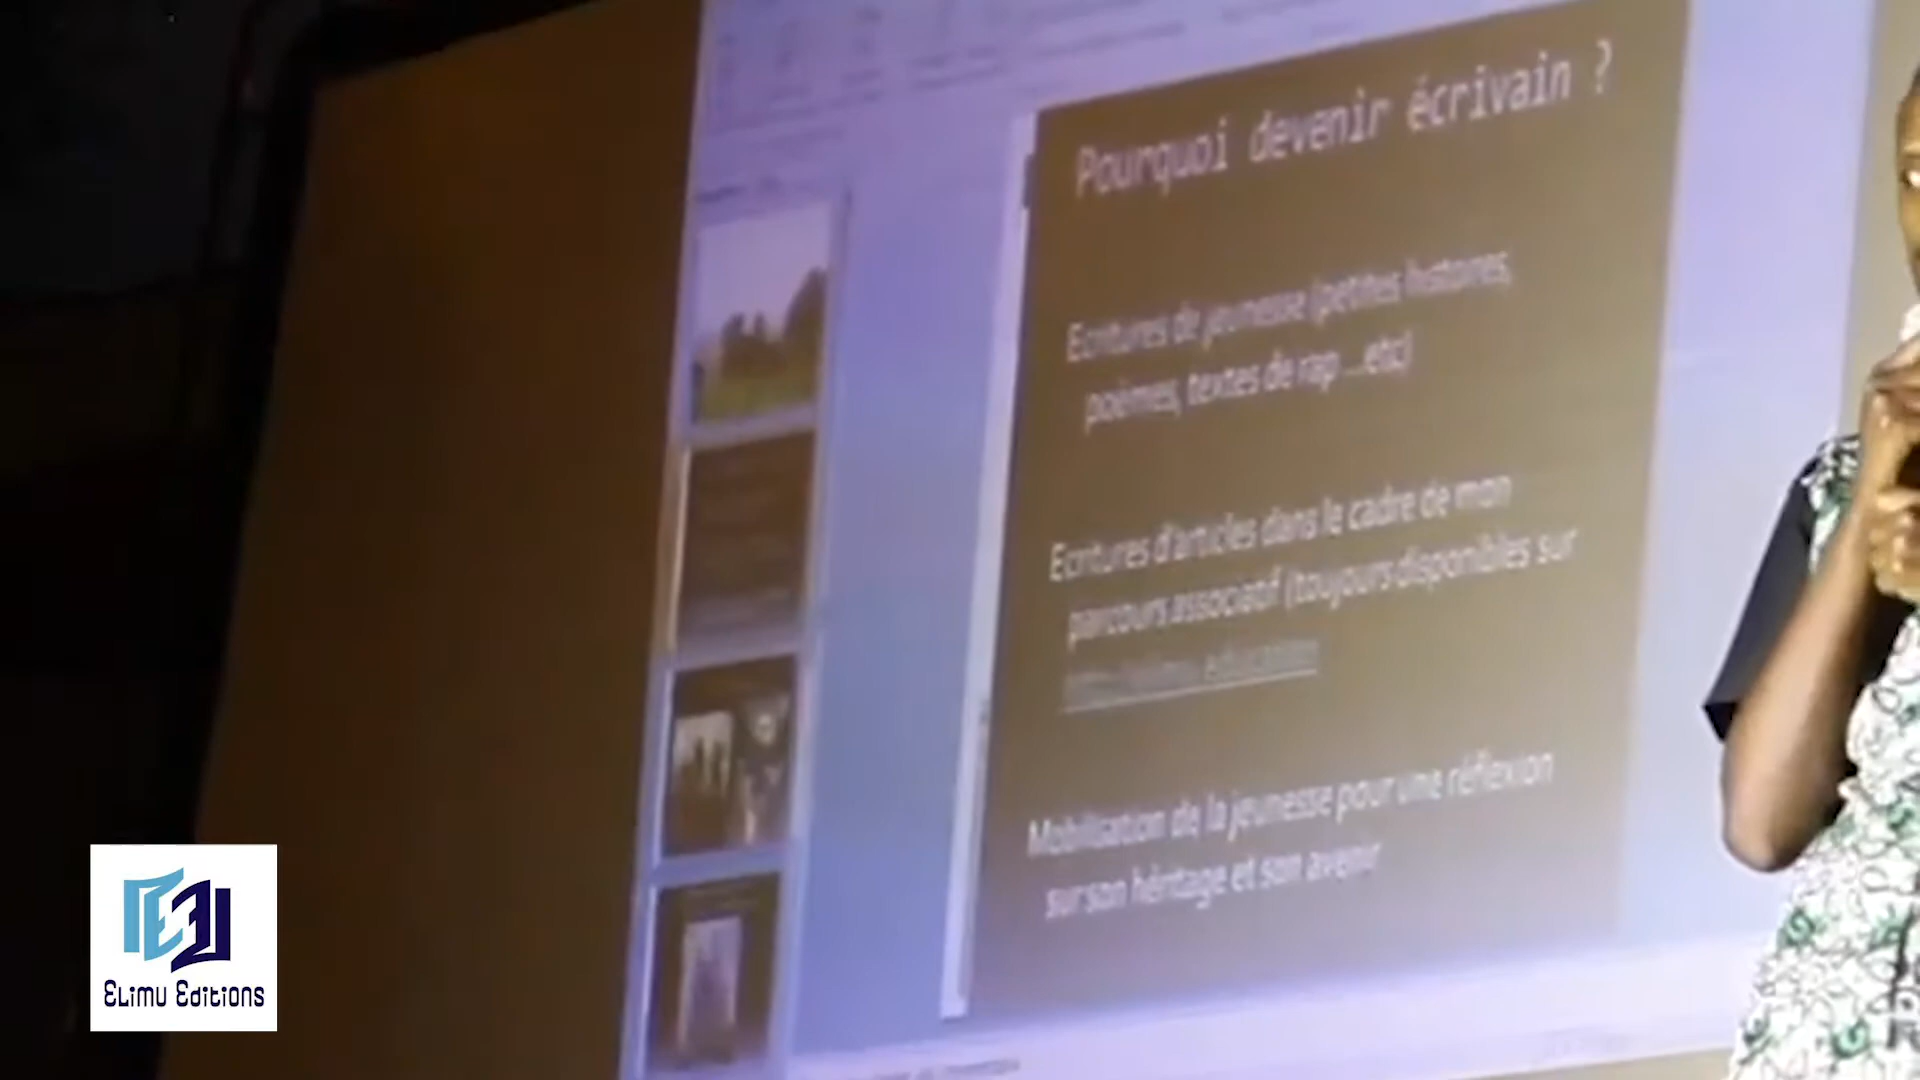 Pourquoi devenir écrivain ?
Ecritures de jeunesse (petites histoires,
poèmes, textes de rap ...etc)
Ecritures d'articles dans le cadre de mon
parcours associatif (toujours disponibles sur
Mobilisation de la jeunesse pour une réflexion
sur son héritage et son avenir
ELimU EditionS